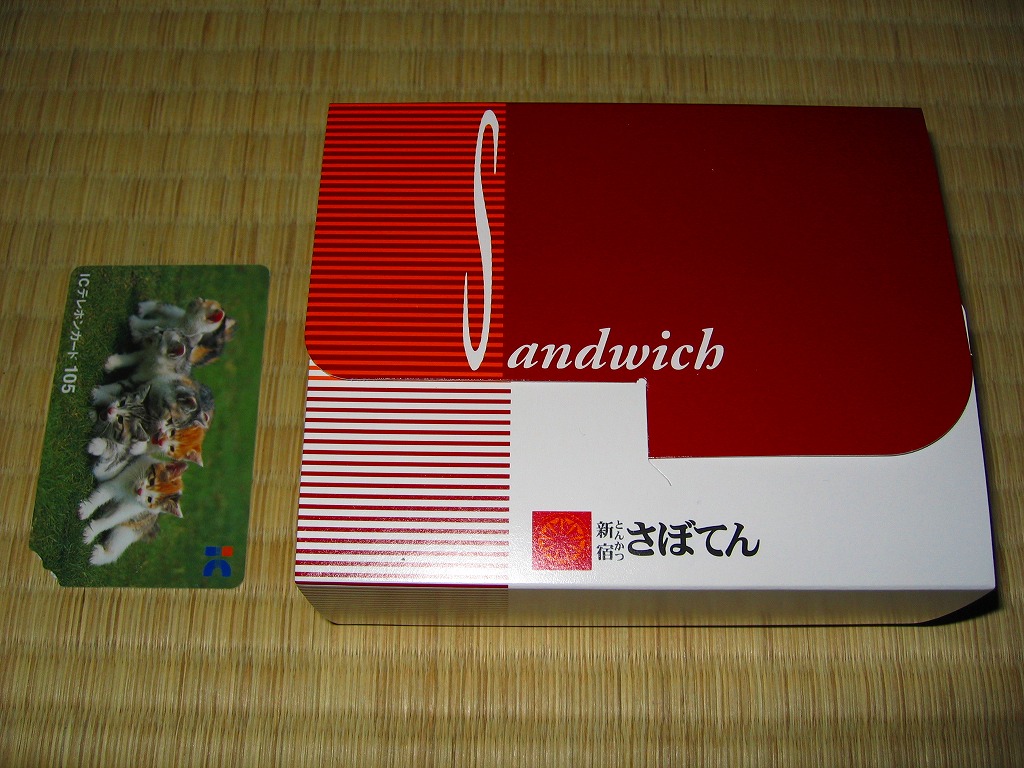 Sandwich
新宿
とんかつ
さぼてん
ICテレホンカード 105